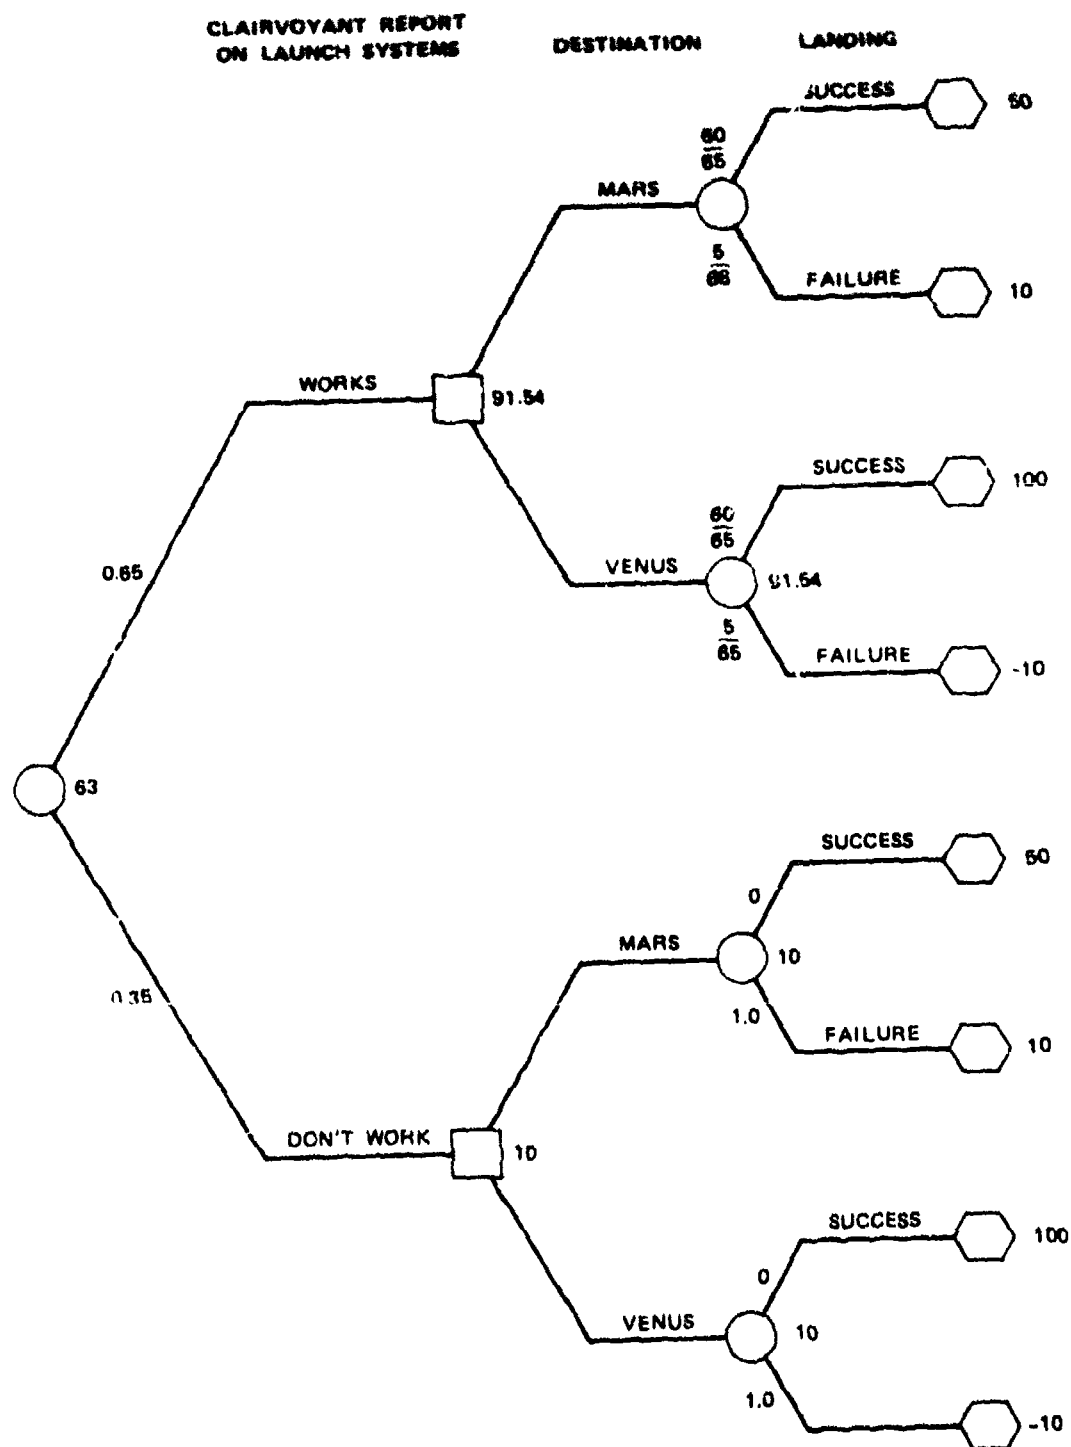 CLAIRVOYANT REPORT
ON LAUNCH SYSTEMS
DESTINATION
LANDING
SUCCESS
50
60
65
MARS
5
65
FAILURE
10
WORKS
91.54
SUCCESS
100
60
65
0.65
VENUS
91.54
5
65
FAILURE
-10
63
SUCCESS
50
0
MARS
10
0.35
1.0
FAILURE
10
DON'T WORK
10
SUCCESS
100
0
VENUS
10
1.0
-10